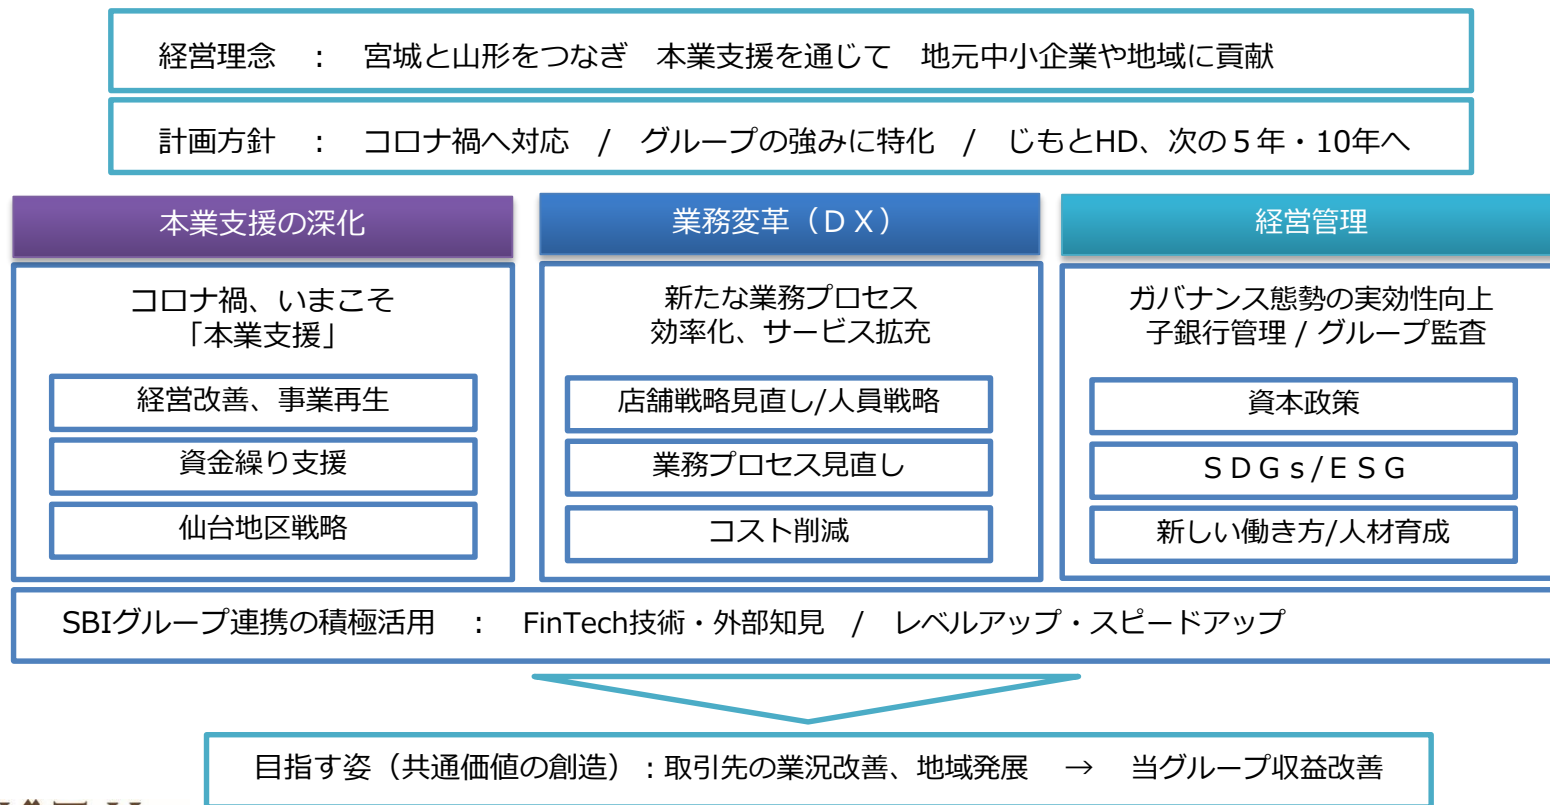 経営理念 : 宮城と山形をつなぎ 本業支援を通じて 地元中小企業や地域に貢献
計画方針 : コロナ禍へ対応 / グループの強みに特化 / じもとHD、次の５年・10年へ
本業支援の深化
コロナ禍、いまこそ
「本業支援」
経営改善、事業再生
資金繰り支援
仙台地区戦略
業務変革（ＤＸ）
新たな業務プロセス
効率化、サービス拡充
店舗戦略見直し/人員戦略
業務プロセス見直し
コスト削減
経営管理
ガバナンス態勢の実効性向上
子銀行管理 / グループ監査
資本政策
ＳＤＧｓ/ＥＳＧ
新しい働き方/人材育成
SBIグループ連携の積極活用 : FinTech技術・外部知見 / レベルアップ・スピードアップ
目指す姿（共通価値の創造）：取引先の業況改善、地域発展 → 当グループ収益改善